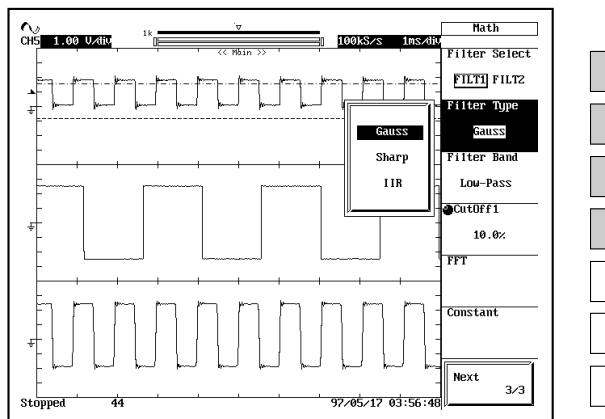 CH5 1.00 V/div
1k
100kS/s 1ms/div
<< Main >>
Gauss
Sharp
IIR
Math
Filter Select
FILT1 FILT2
Filter Type
Gauss
Filter Band
Low-Pass
CutOff1
10.0%
FFT
Constant
Next
3/3
Stopped 44 97/05/17 03:56:48